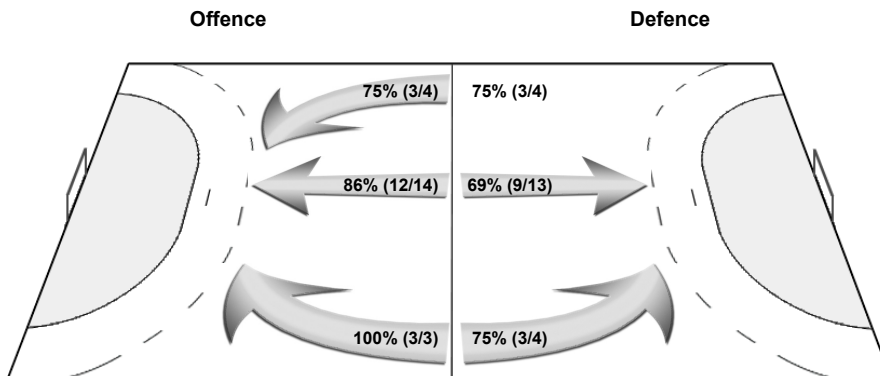 Offence Defence
75% (3/4) 75% (3/4)
86% (12/14) 69% (9/13)
100% (3/3) 75% (3/4)